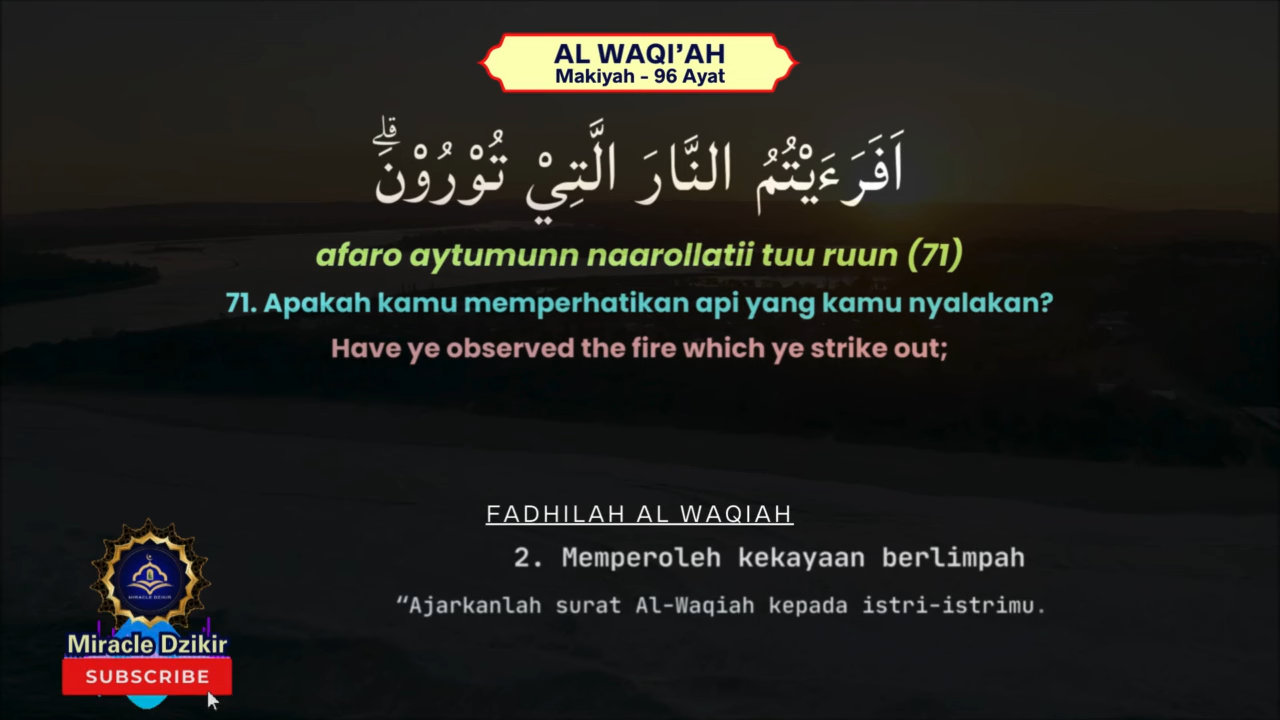 AL WAQI’AH
Makiyah - 96 Ayat
اَفَرَءَيْتُمُ النَّارَ الَّتِيْ تُوْرُوْنَۗ
afaro aytumunn naarollatii tuu ruun (71)
71. Apakah kamu memperhatikan api yang kamu nyalakan?
Have ye observed the fire which ye strike out;
FADHILAH AL WAQIAH
2. Memperoleh kekayaan berlimpah
“Ajarkanlah surat Al-Waqiah kepada istri-istrimu.
MIRACLE DZIKIR
Miracle Dzikir
SUBSCRIBE